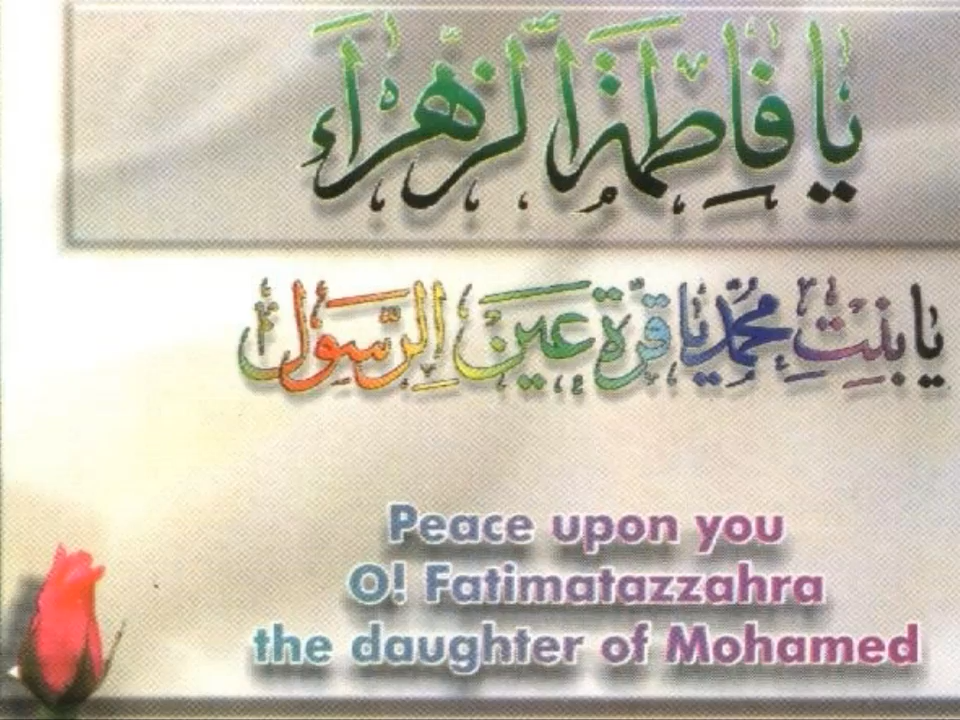 يا فاطمة الزهراء
يا بنت محمد يا قرة عين الرسول
Peace upon you
O! Fatimatazzahra
the daughter of Mohamed